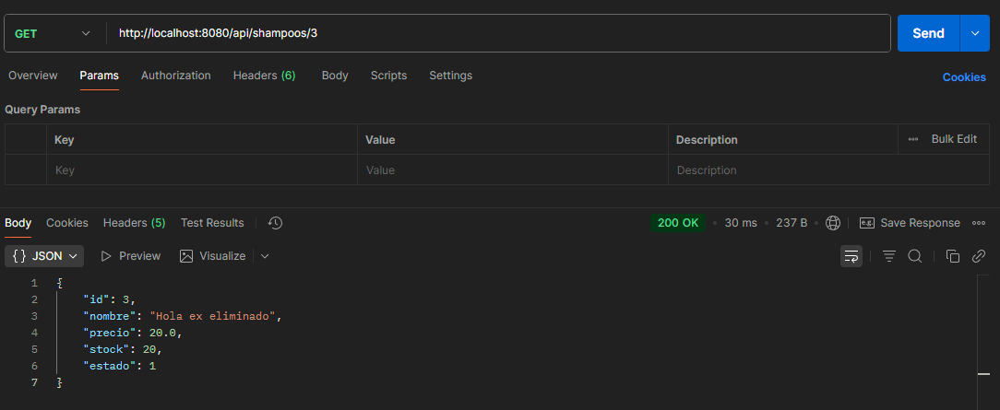 GET http://localhost:8080/api/shampoos/3 Send
Overview Params Authorization Headers (6) Body Scripts Settings Cookies
Query Params
Key Value Description Bulk Edit
Key Value Description
Body Cookies Headers (5) Test Results 200 OK • 30 ms • 237 B e.g. Save Response
{} JSON Preview Visualize
1 {
2 "id": 3,
3 "nombre": "Hola ex eliminado",
4 "precio": 20.0,
5 "stock": 20,
6 "estado": 1
7 }